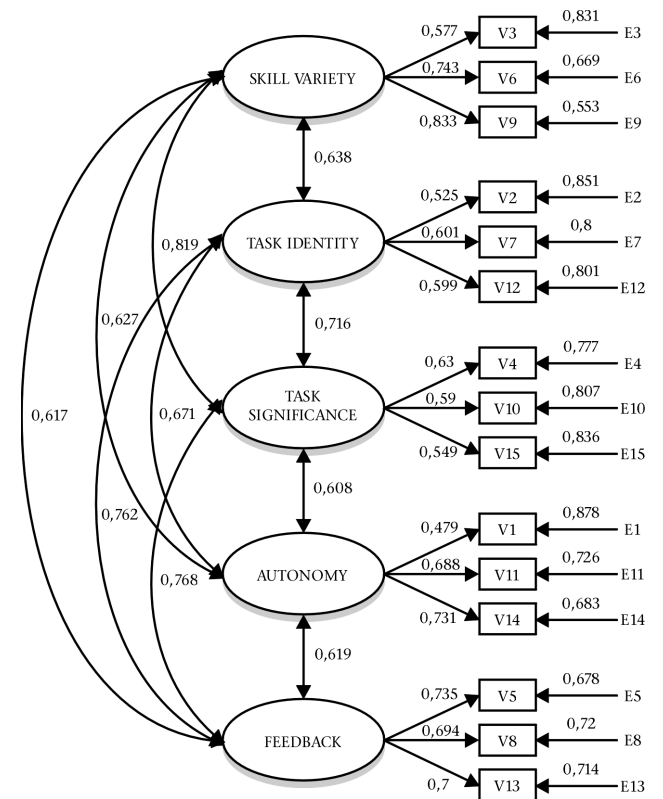 0,577 V3 0,831 E3
SKILL VARIETY 0,743 V6 0,669 E6
0,833 V9 0,553 E9
0,638
0,525 V2 0,851 E2
0,819 TASK IDENTITY 0,601 V7 0,8 E7
0,599 V12 0,801 E12
0,627 0,716
0,63 V4 0,777 E4
TASK
SIGNIFICANCE 0,59 V10 0,807 E10
0,617 0,671
0,549 V15 0,836 E15
0,608
0,762
0,479 V1 0,878 E1
0,768 AUTONOMY 0,688 V11 0,726 E11
0,731 V14 0,683 E14
0,619
0,735 V5 0,678 E5
FEEDBACK 0,694 V8 0,72 E8
0,7 V13 0,714 E13